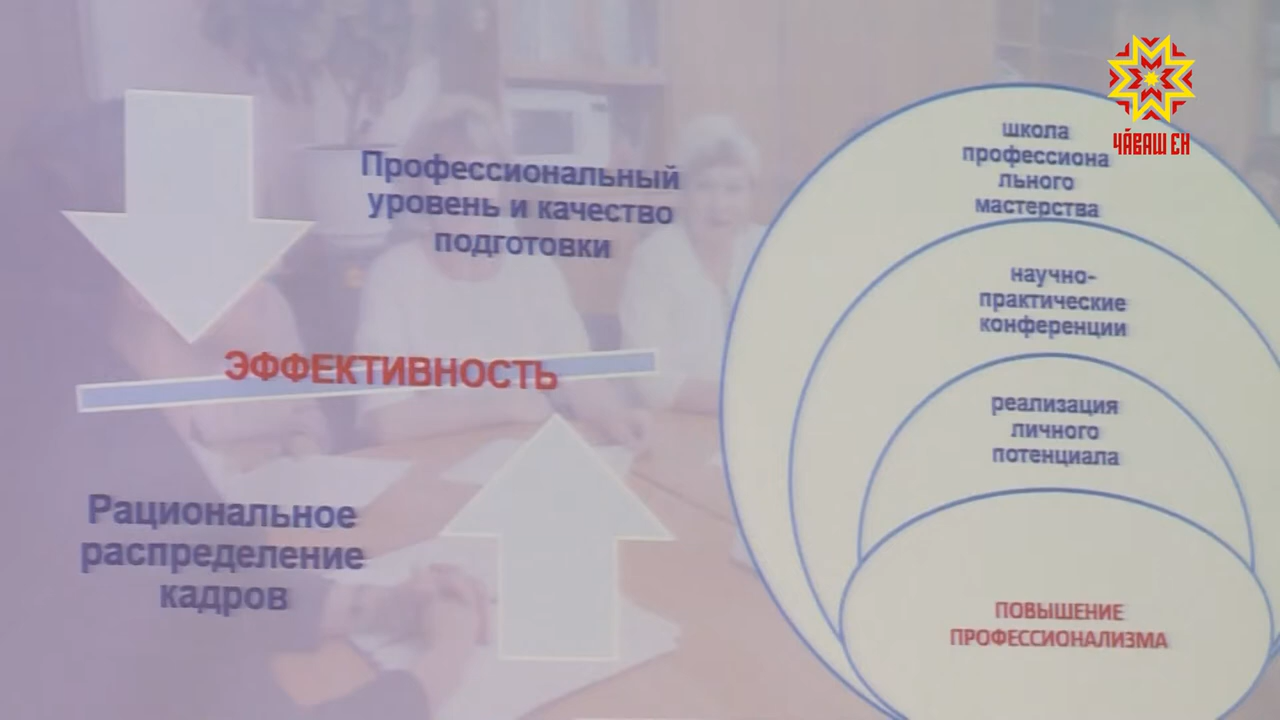 ЧӐВАШ ЕН
Профессиональный
уровень и качество
подготовки
ЭФФЕКТИВНОСТЬ
Рациональное
распределение
кадров
школа
профессиона
льного
мастерства
научно-
практические
конференции
реализация
личного
потенциала
ПОВЫШЕНИЕ
ПРОФЕССИОНАЛИЗМА